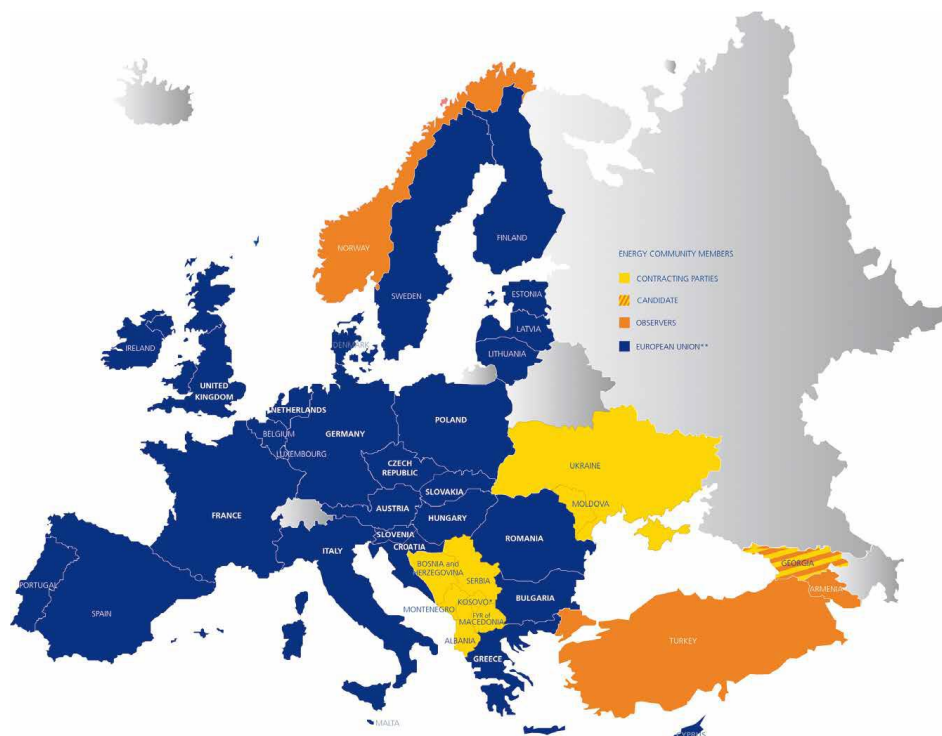 NORWAY
FINLAND
SWEDEN
ENERGY COMMUNITY MEMBERS
CONTRACTING PARTIES
CANDIDATE
OBSERVERS
EUROPEAN UNION**
ESTONIA
LATVIA
LITHUANIA
DENMARK
IRELAND
UNITED
KINGDOM
NETHERLANDS
BELGIUM
LUXEMBOURG
GERMANY
POLAND
CZECH
REPUBLIC
SLOVAKIA
UKRAINE
MOLDOVA
AUSTRIA
HUNGARY
FRANCE
SLOVENIA
CROATIA
ROMANIA
ITALY
BOSNIA and
HERZEGOVINA
SERBIA
GEORGIA
ARMENIA
PORTUGAL
SPAIN
MONTENEGRO
KOSOVO*
FYR of
MACEDONIA
BULGARIA
ALBANIA
GREECE
TURKEY
MALTA
CYPRUS